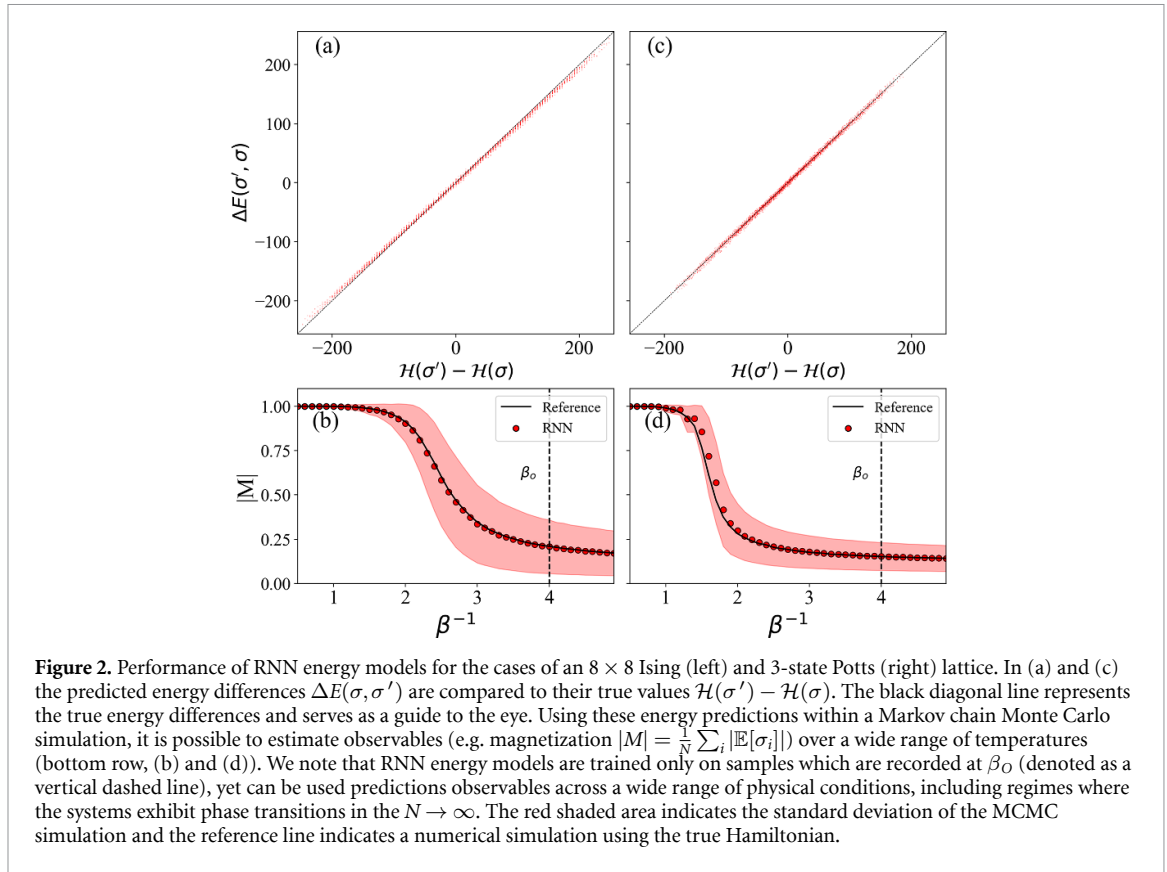 (a)
200
100
0
−100
−200
ΔE(σ′, σ)
−200 0 200
ℋ(σ′) − ℋ(σ)
(c)
−200 0 200
ℋ(σ′) − ℋ(σ)
1.00
0.75
0.50
0.25
0.00
|M|
(b)
Reference
RNN
βₒ
1 2 3 4
β⁻¹
(d)
Reference
RNN
βₒ
1 2 3 4
β⁻¹
Figure 2. Performance of RNN energy models for the cases of an 8 × 8 Ising (left) and 3-state Potts (right) lattice. In (a) and (c)
the predicted energy differences ΔE(σ, σ′) are compared to their true values ℋ(σ′) − ℋ(σ). The black diagonal line represents
the true energy differences and serves as a guide to the eye. Using these energy predictions within a Markov chain Monte Carlo
simulation, it is possible to estimate observables (e.g. magnetization |M| = 1/N ∑ᵢ |𝔼[σᵢ]|) over a wide range of temperatures
(bottom row, (b) and (d)). We note that RNN energy models are trained only on samples which are recorded at β_O (denoted as a
vertical dashed line), yet can be used predictions observables across a wide range of physical conditions, including regimes where
the systems exhibit phase transitions in the N → ∞. The red shaded area indicates the standard deviation of the MCMC
simulation and the reference line indicates a numerical simulation using the true Hamiltonian.